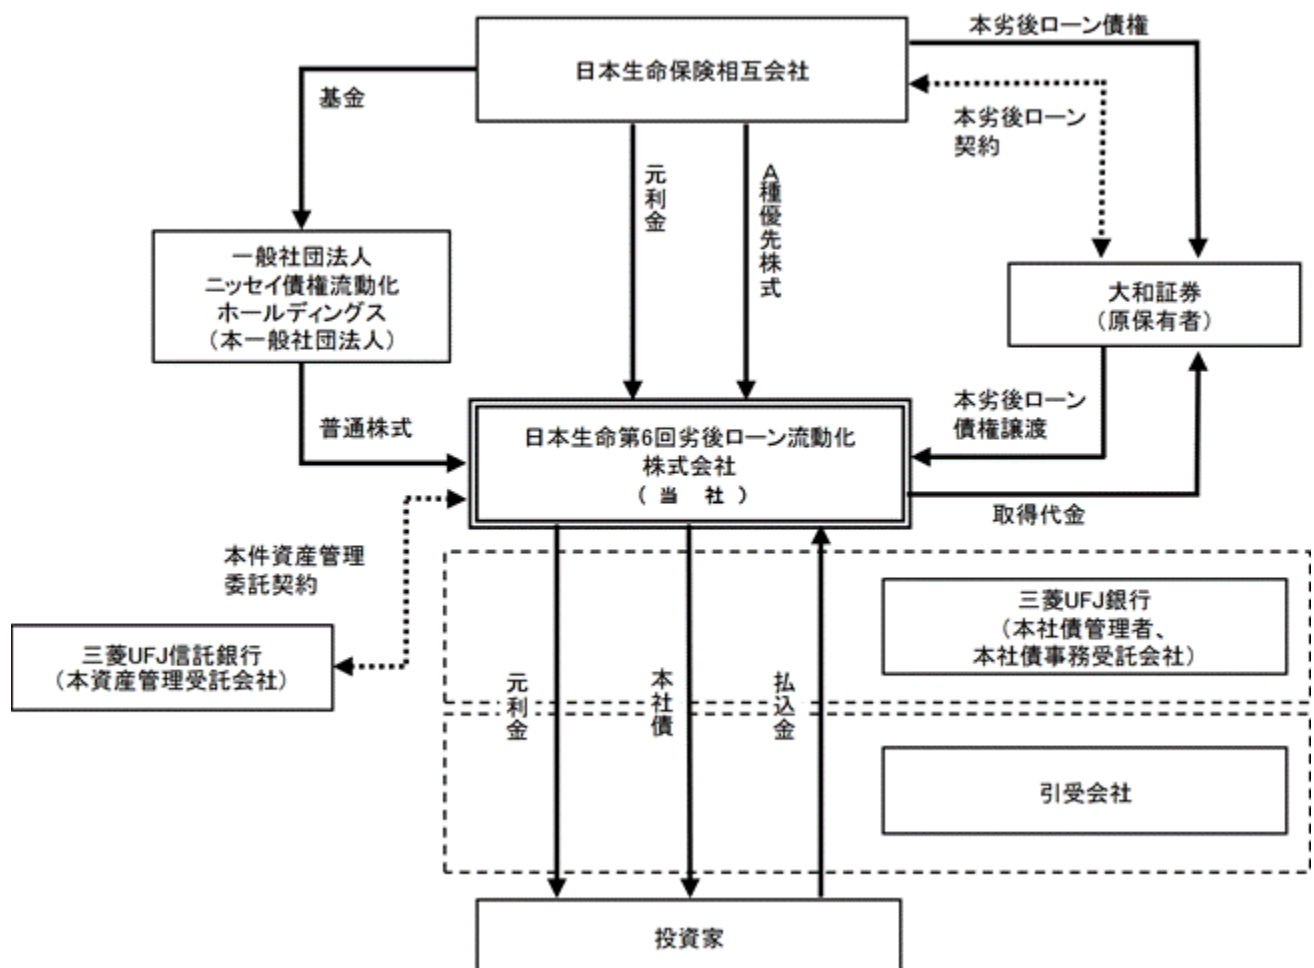 本劣後ローン債権
日本生命保険相互会社
基金
本劣後ローン
契約
元利金
A種優先株式
一般社団法人
ニッセイ債権流動化
ホールディングス
(本一般社団法人)
大和証券
(原保有者)
普通株式
本劣後ローン
債権譲渡
日本生命第6回劣後ローン流動化
株式会社
(当 社)
取得代金
本件資産管理
委託契約
三菱UFJ銀行
(本社債管理者、
本社債事務受託会社)
三菱UFJ信託銀行
(本資産管理受託会社)
元利金
本社債
払込金
引受会社
投資家